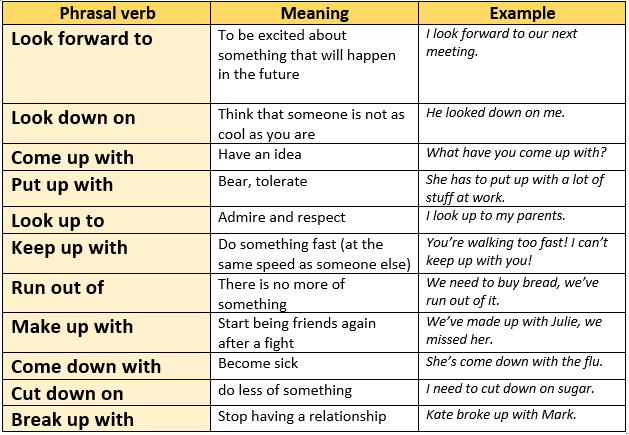 Phrasal verb Meaning Example
Look forward to
To be excited about
something that will happen
in the future
I look forward to our next
meeting.
Look down on
Think that someone is not as
cool as you are
He looked down on me.
Come up with
Have an idea
What have you come up with?
Put up with
Bear, tolerate
She has to put up with a lot of
stuff at work.
Look up to
Admire and respect
I look up to my parents.
Keep up with
Do something fast (at the
same speed as someone else)
You’re walking too fast! I can’t
keep up with you!
Run out of
There is no more of
something
We need to buy bread, we’ve
run out of it.
Make up with
Start being friends again
after a fight
We’ve made up with Julie, we
missed her.
Come down with
Become sick
She’s come down with the flu.
Cut down on
do less of something
I need to cut down on sugar.
Break up with
Stop having a relationship
Kate broke up with Mark.